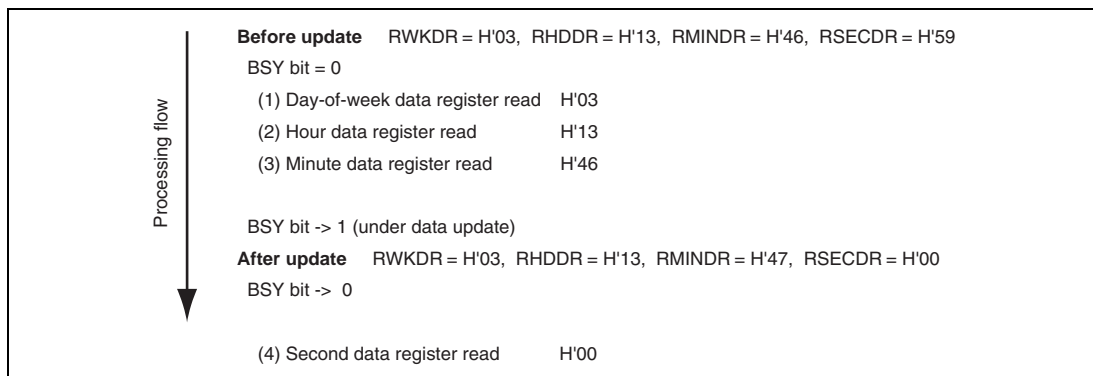 Processing flow
Before update RWKDR = H'03, RHDDR = H'13, RMINDR = H'46, RSECDR = H'59
BSY bit = 0
(1) Day-of-week data register read H'03
(2) Hour data register read H'13
(3) Minute data register read H'46
BSY bit -> 1 (under data update)
After update RWKDR = H'03, RHDDR = H'13, RMINDR = H'47, RSECDR = H'00
BSY bit -> 0
(4) Second data register read H'00